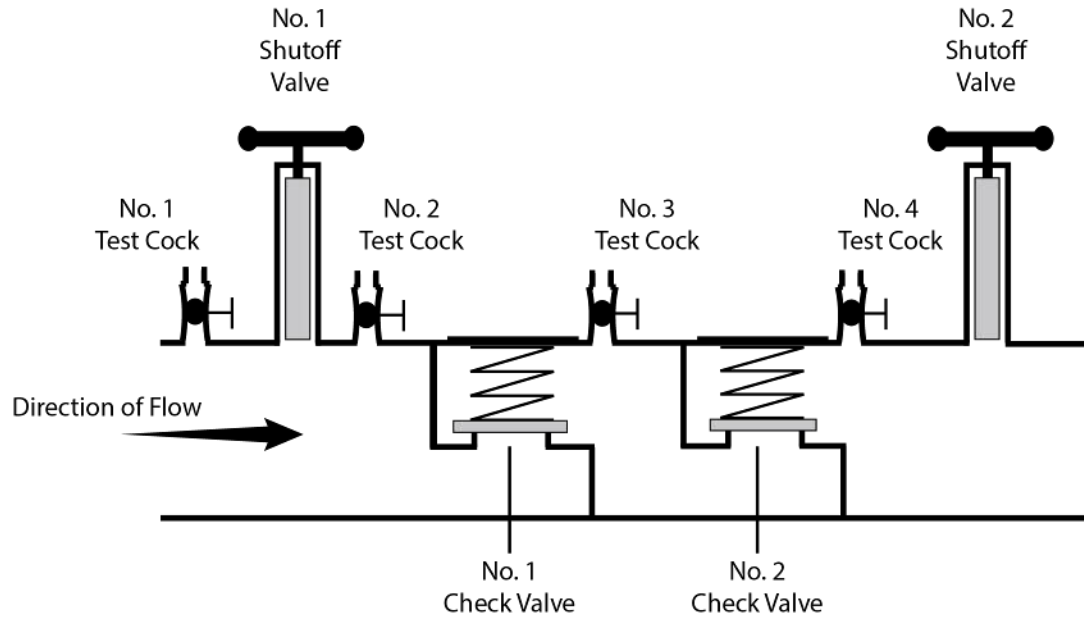 No. 1
Shutoff
Valve
No. 2
Shutoff
Valve
No. 1
Test Cock
No. 2
Test Cock
No. 3
Test Cock
No. 4
Test Cock
Direction of Flow
No. 1
Check Valve
No. 2
Check Valve